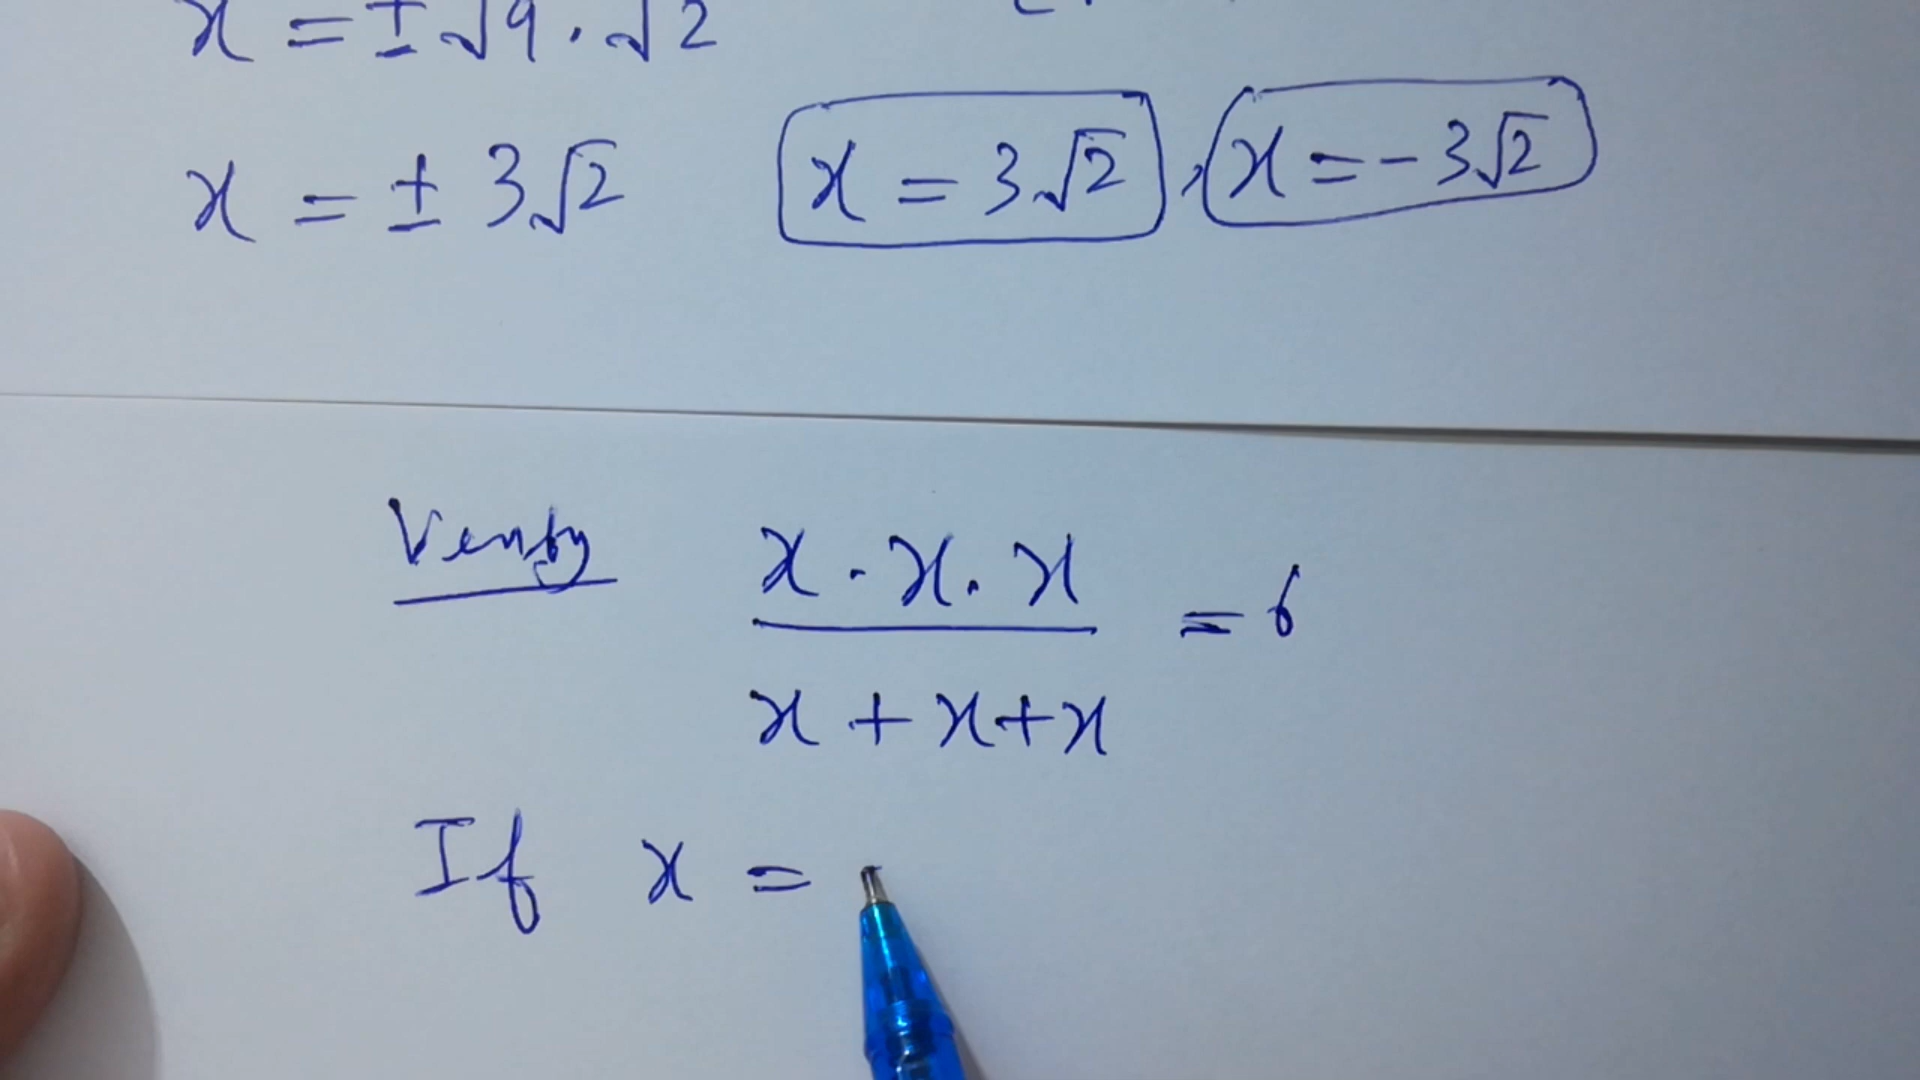 x = ± √9 · √2
x = ± 3√2 x = 3√2 , x = - 3√2
Verify x · x · x / x + x + x = 6
If x =